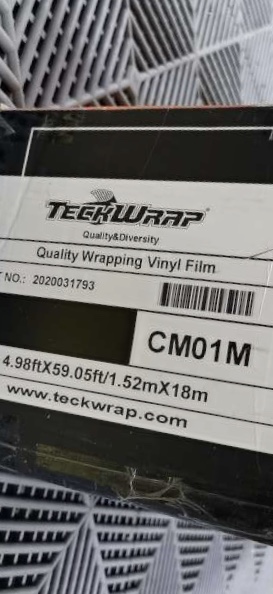 TECKWRAP
Quality&Diversity
Quality Wrapping Vinyl Film
T NO.: 2020031793
CM01M
4.98ftX59.05ft/1.52mX18m
www.teckwrap.com